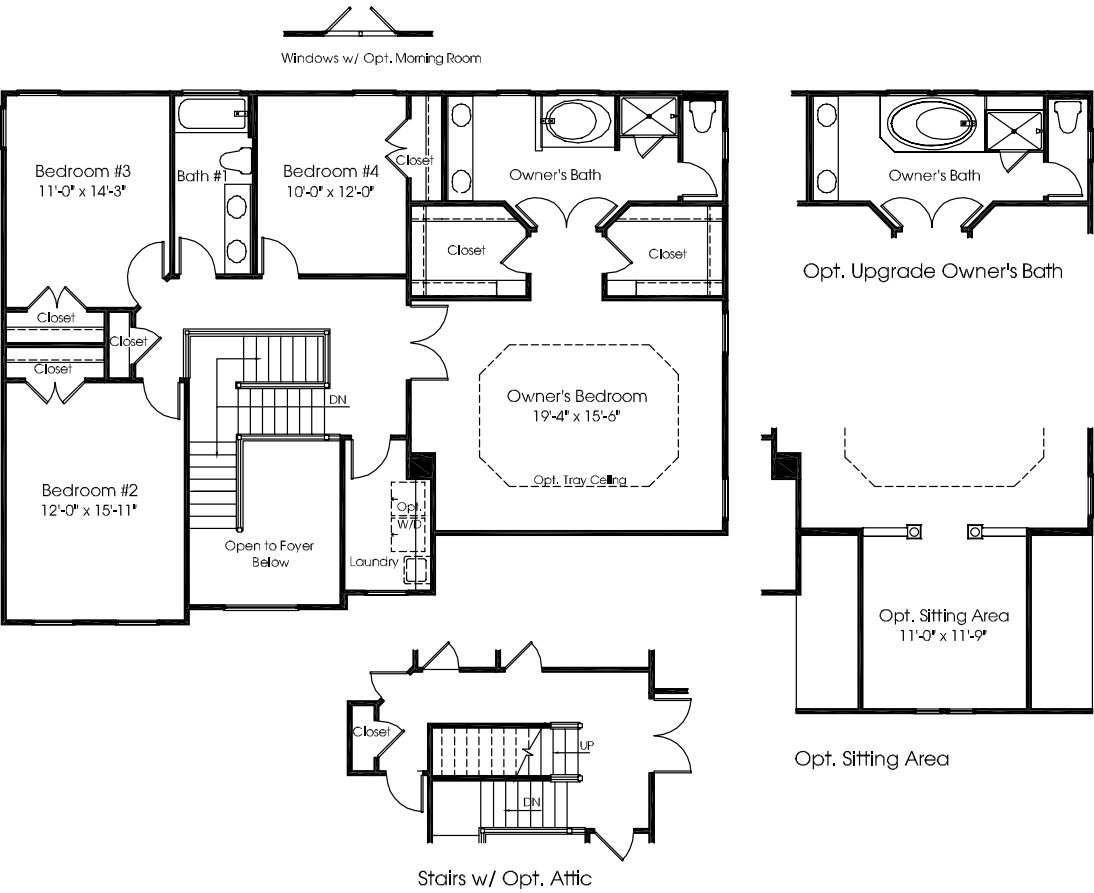 Windows w/ Opt. Morning Room
Bedroom #3
11'-0" x 14'-3"
Bath #1
Bedroom #4
10'-0" x 12'-0"
Closet
Owner's Bath
Closet
Closet
Closet
Closet
Closet
DN
Owner's Bedroom
19'-4" x 15'-6"
Opt. Tray Ceiling
Bedroom #2
12'-0" x 15'-11"
Open to Foyer
Below
Opt.
W/D
Laundry
Owner's Bath
Opt. Upgrade Owner's Bath
Opt. Sitting Area
11'-0" x 11'-9"
Opt. Sitting Area
Closet
UP
DN
Stairs w/ Opt. Attic